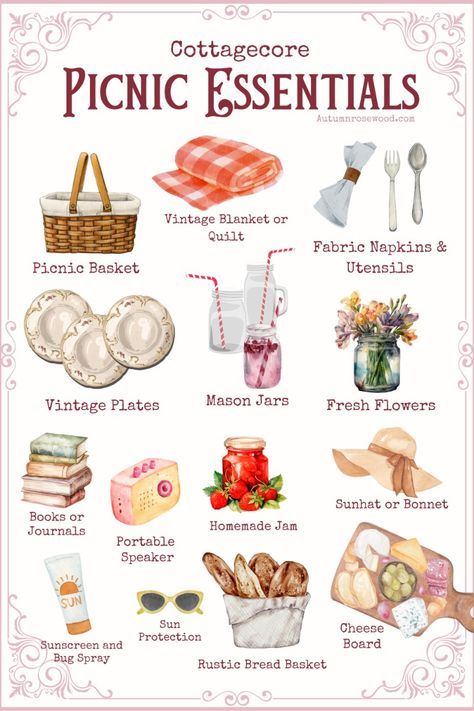 Cottagecore
PICNIC ESSENTIALS
Autumnrosewood.com
Picnic Basket
Vintage Blanket or
Quilt
Fabric Napkins &
Utensils
Vintage Plates
Mason Jars
Fresh Flowers
Books or
Journals
Portable
Speaker
Homemade Jam
Sunhat or Bonnet
SUN
Sunscreen and
Bug Spray
Sun
Protection
Rustic Bread Basket
Cheese
Board